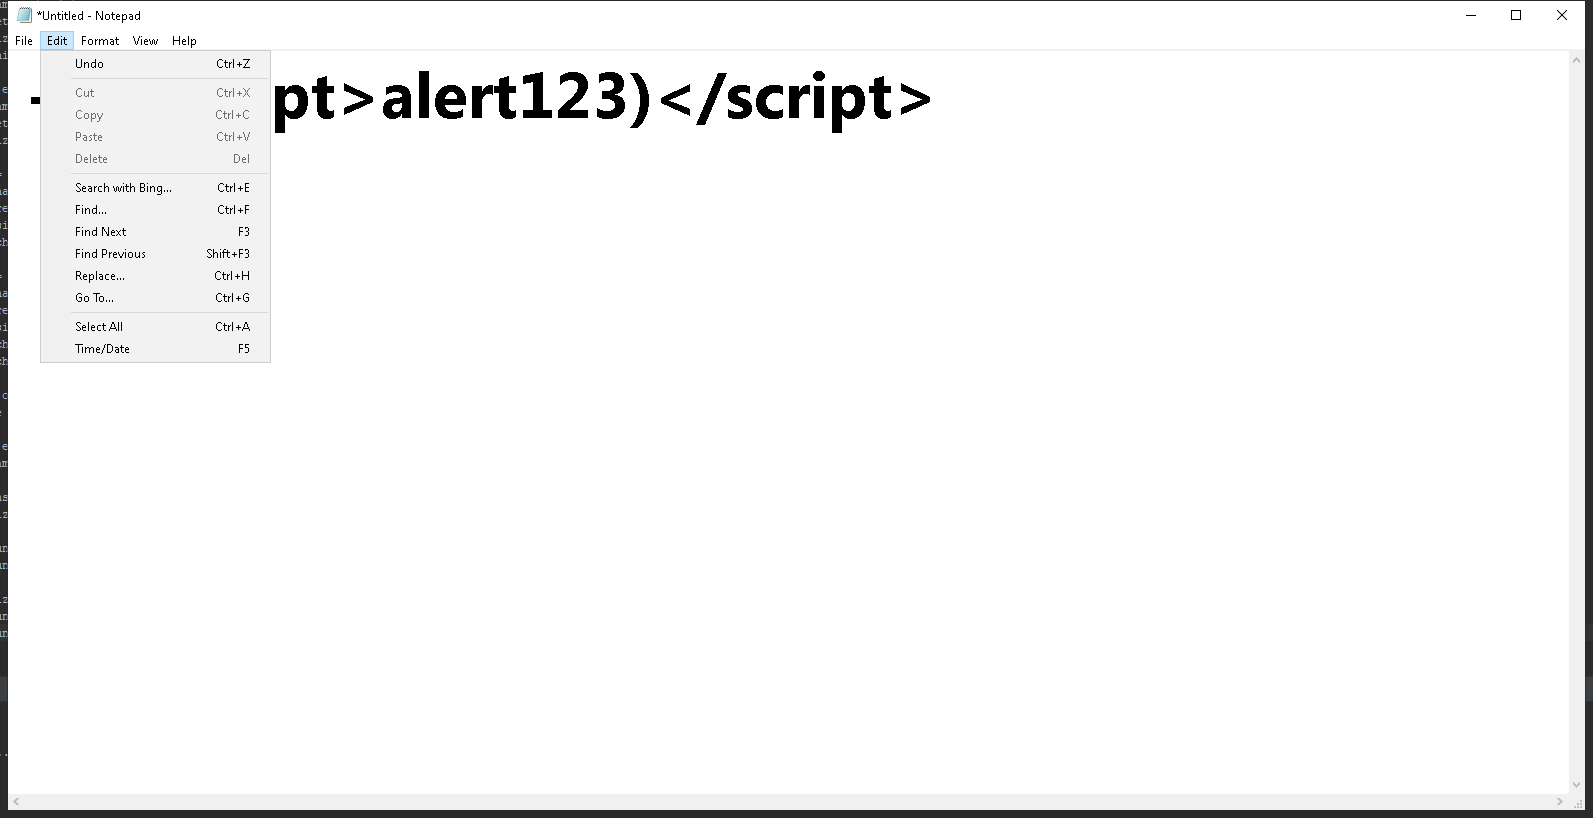 *Untitled - Notepad
File Edit Format View Help
pt>alert123)</script>
Undo Ctrl+Z
Cut Ctrl+X
Copy Ctrl+C
Paste Ctrl+V
Delete Del
Search with Bing... Ctrl+E
Find... Ctrl+F
Find Next F3
Find Previous Shift+F3
Replace... Ctrl+H
Go To... Ctrl+G
Select All Ctrl+A
Time/Date F5